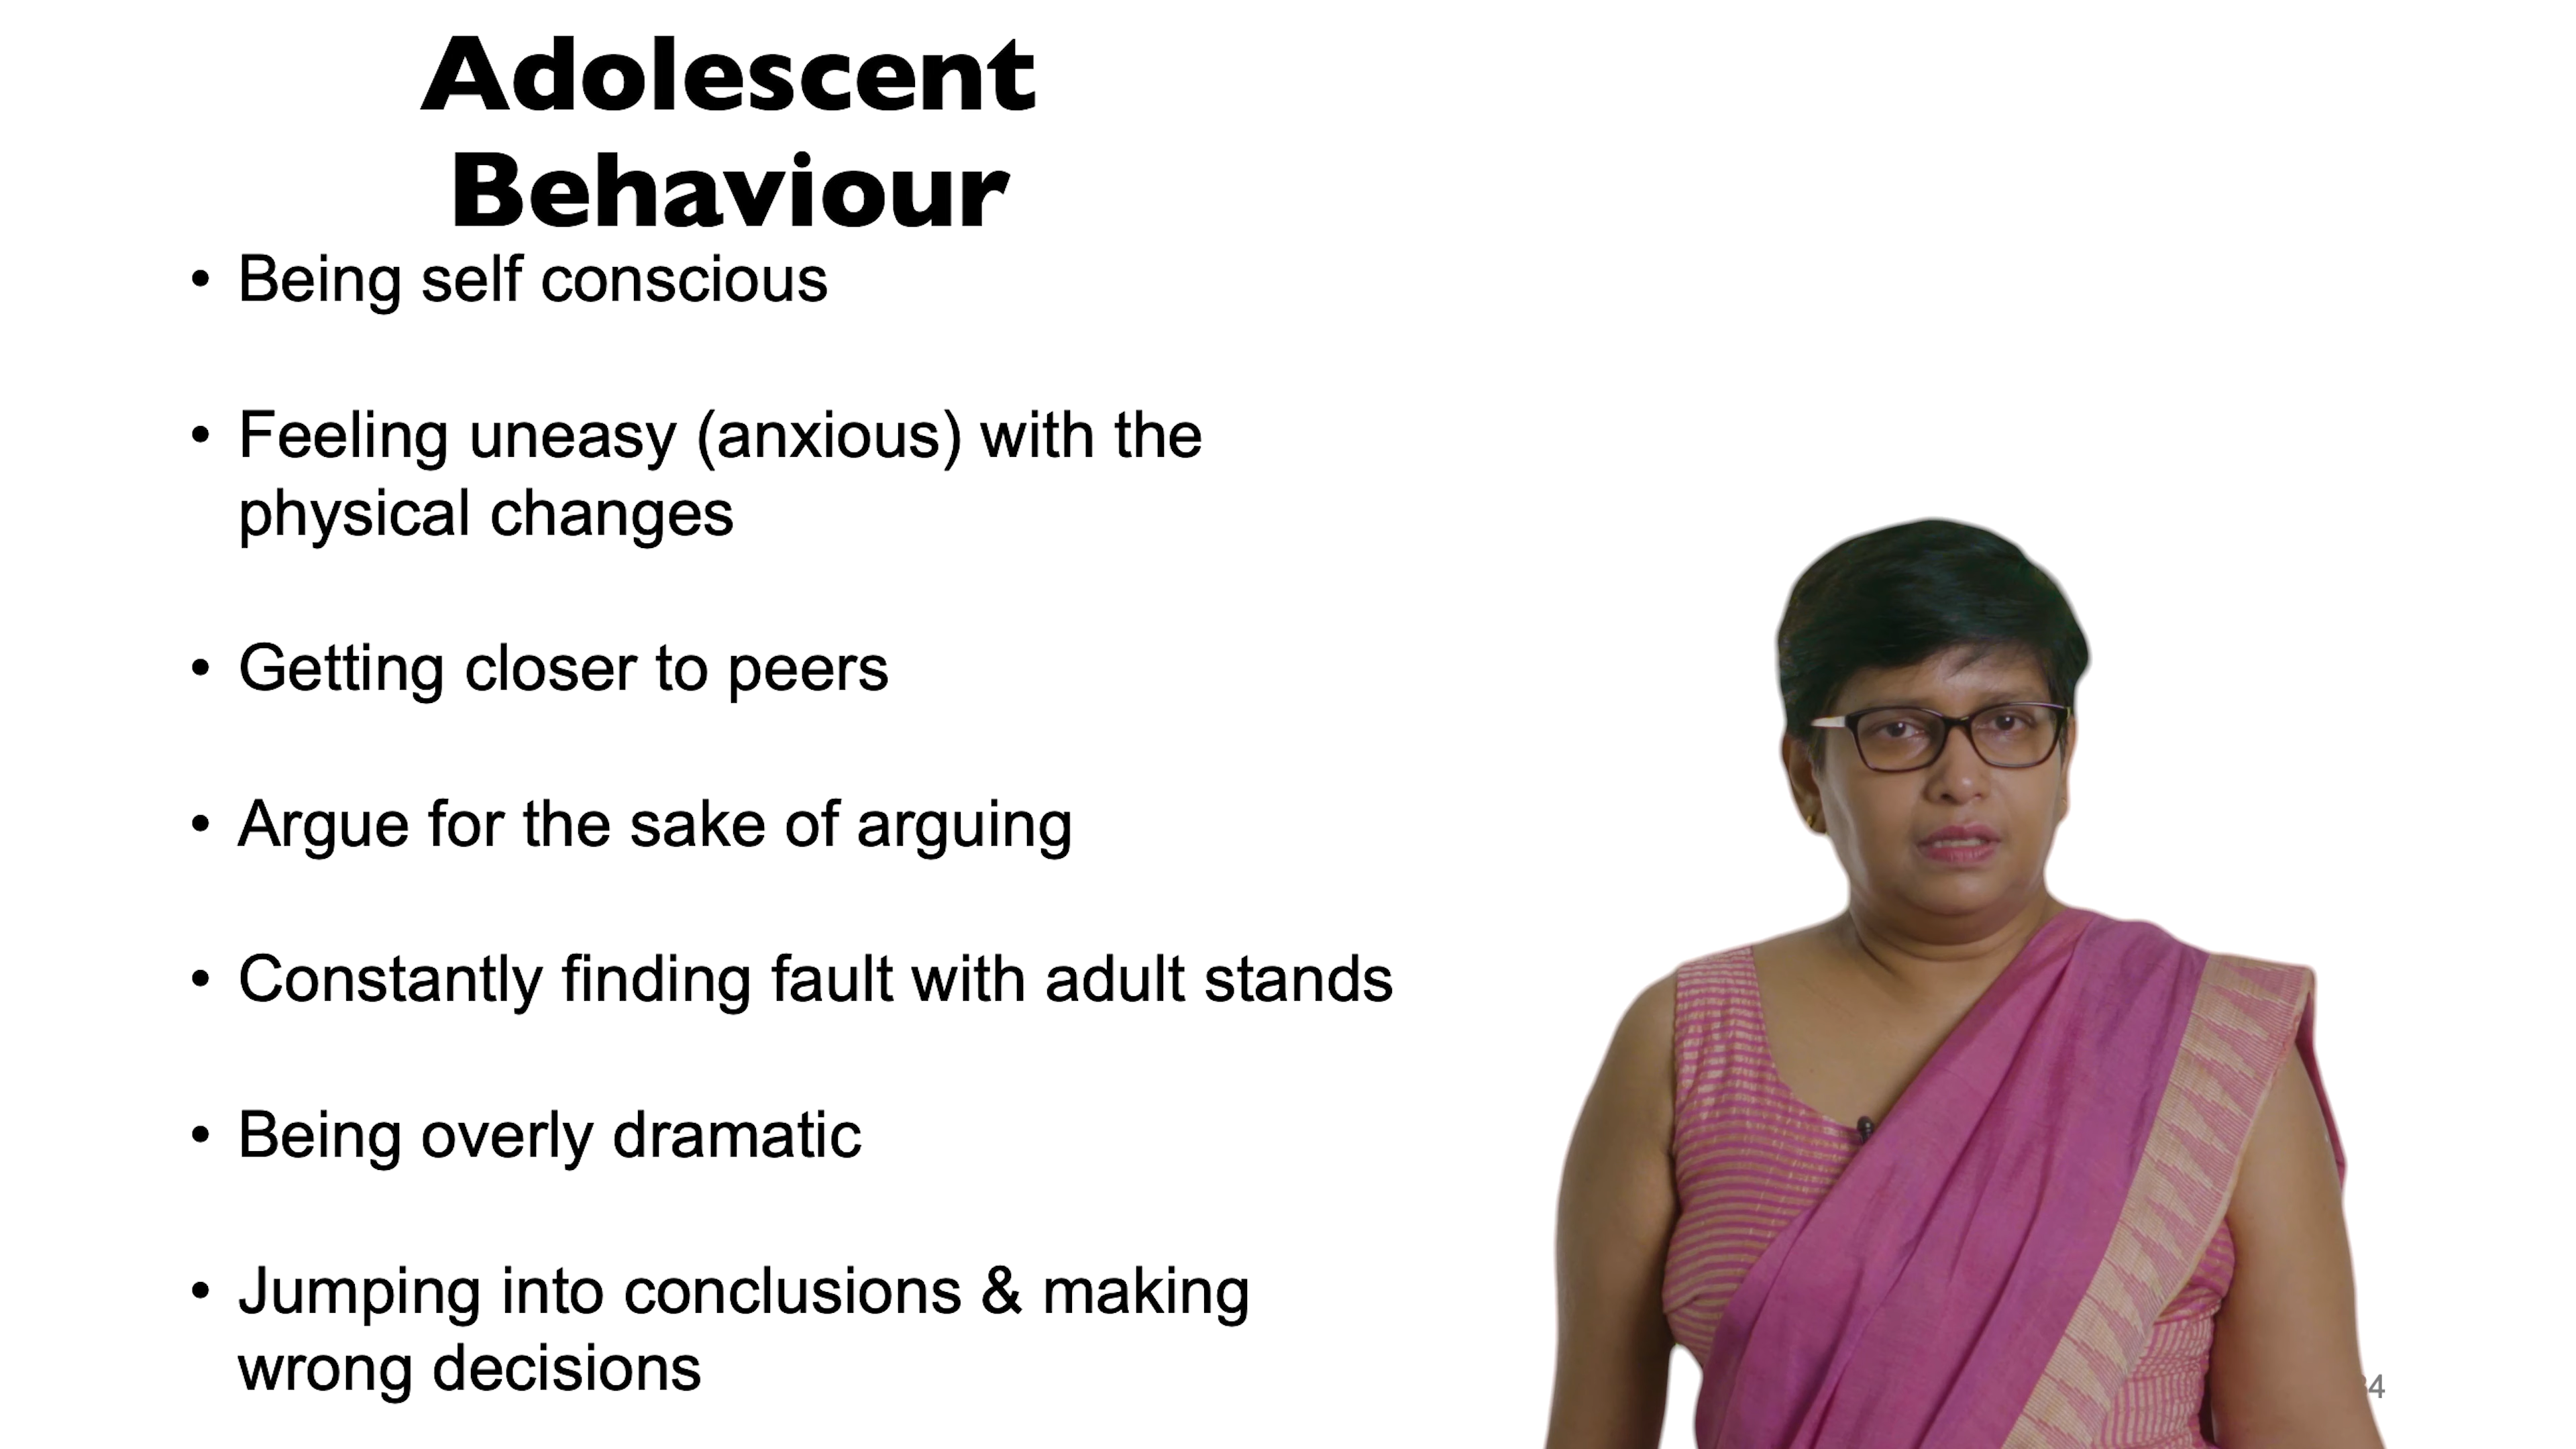 Adolescent
Behaviour
• Being self conscious
• Feeling uneasy (anxious) with the
physical changes
• Getting closer to peers
• Argue for the sake of arguing
• Constantly finding fault with adult stands
• Being overly dramatic
• Jumping into conclusions & making
wrong decisions